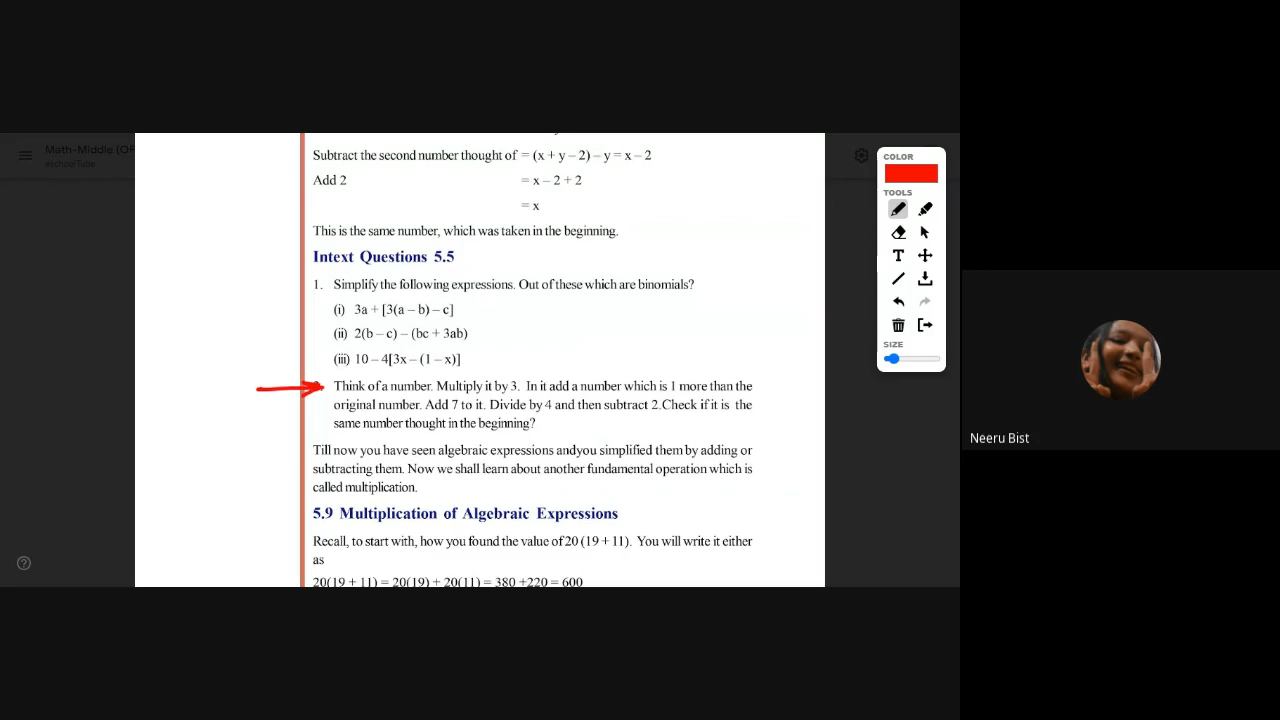 Math-Middle (OF
eschoolTube
Subtract the second number thought of = (x + y – 2) – y = x – 2
Add 2 = x – 2 + 2
= x
This is the same number, which was taken in the beginning.
Intext Questions 5.5
1. Simplify the following expressions. Out of these which are binomials?
(i) 3a + [3(a – b) – c]
(ii) 2(b – c) – (bc + 3ab)
(iii) 10 – 4[3x – (1 – x)]
Think of a number. Multiply it by 3. In it add a number which is 1 more than the
original number. Add 7 to it. Divide by 4 and then subtract 2.Check if it is the
same number thought in the beginning?
Till now you have seen algebraic expressions andyou simplified them by adding or
subtracting them. Now we shall learn about another fundamental operation which is
called multiplication.
5.9 Multiplication of Algebraic Expressions
Recall, to start with, how you found the value of 20 (19 + 11). You will write it either
as
20(19 + 11) = 20(19) + 20(11) = 380 +220 = 600
COLOR
TOOLS
T
SIZE
Neeru Bist